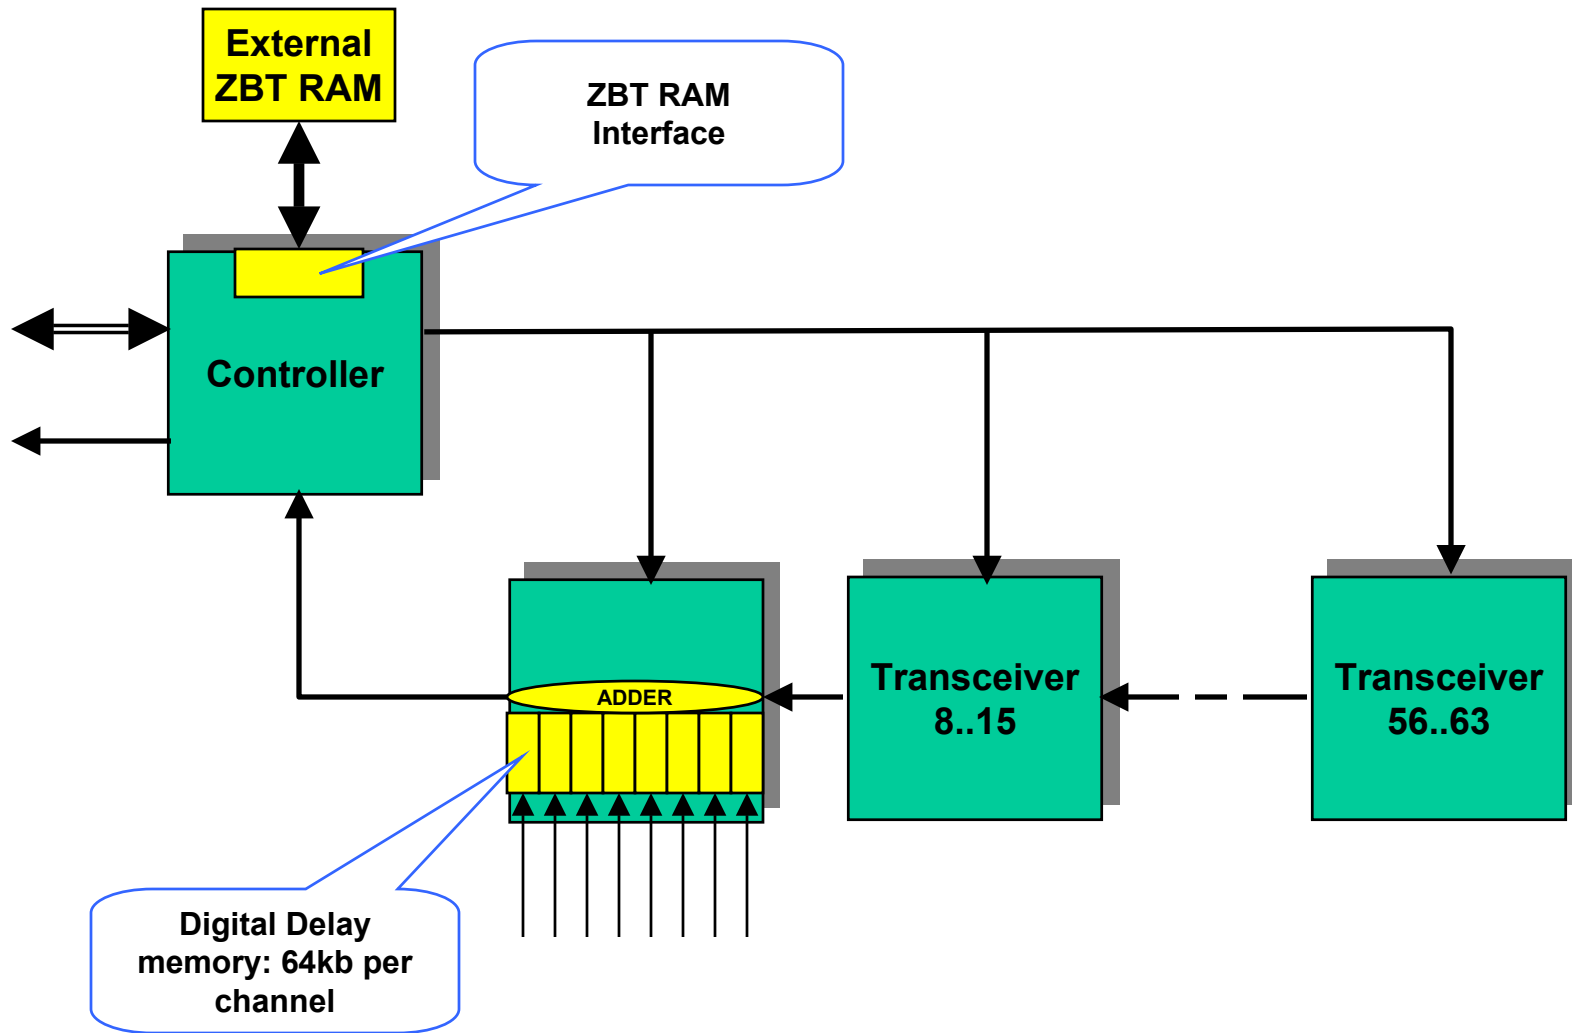 External
ZBT RAM
ZBT RAM
Interface
Controller
ADDER
Transceiver
8..15
Transceiver
56..63
Digital Delay
memory: 64kb per
channel